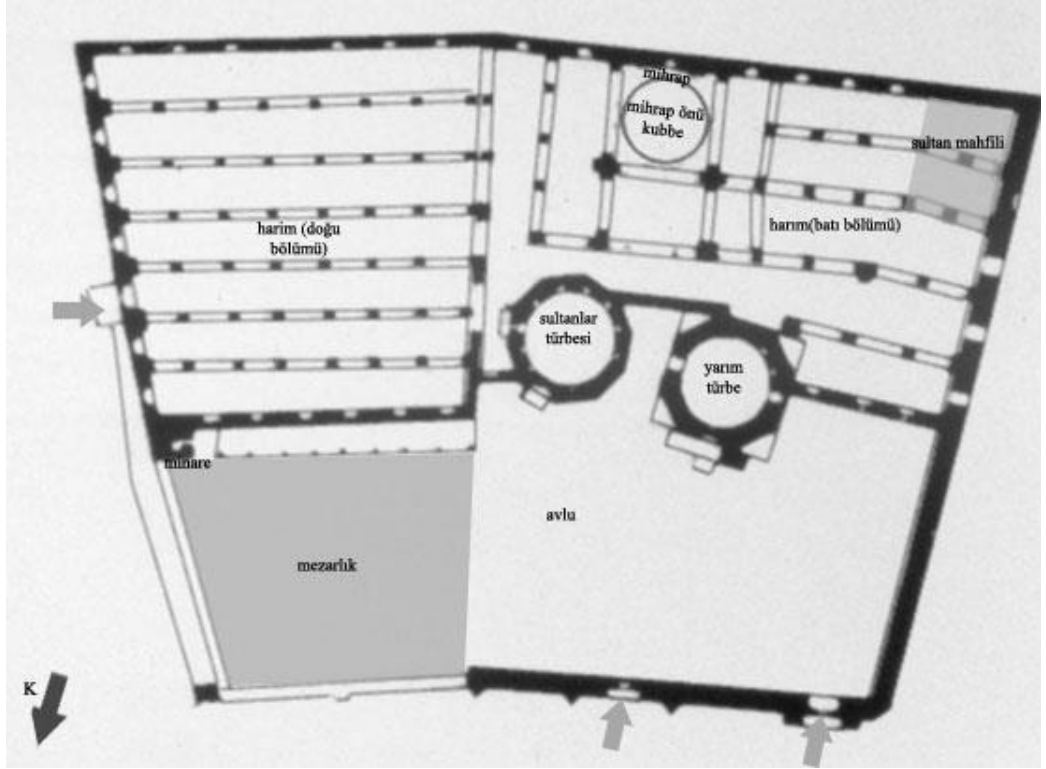 mihrap
mihrap önü
kubbe
sultan mahfili
harim (doğu
bölümü)
harım(batı bölümü)
sultanlar
türbesi
yarım
türbe
minare
avlu
mezarlık
K